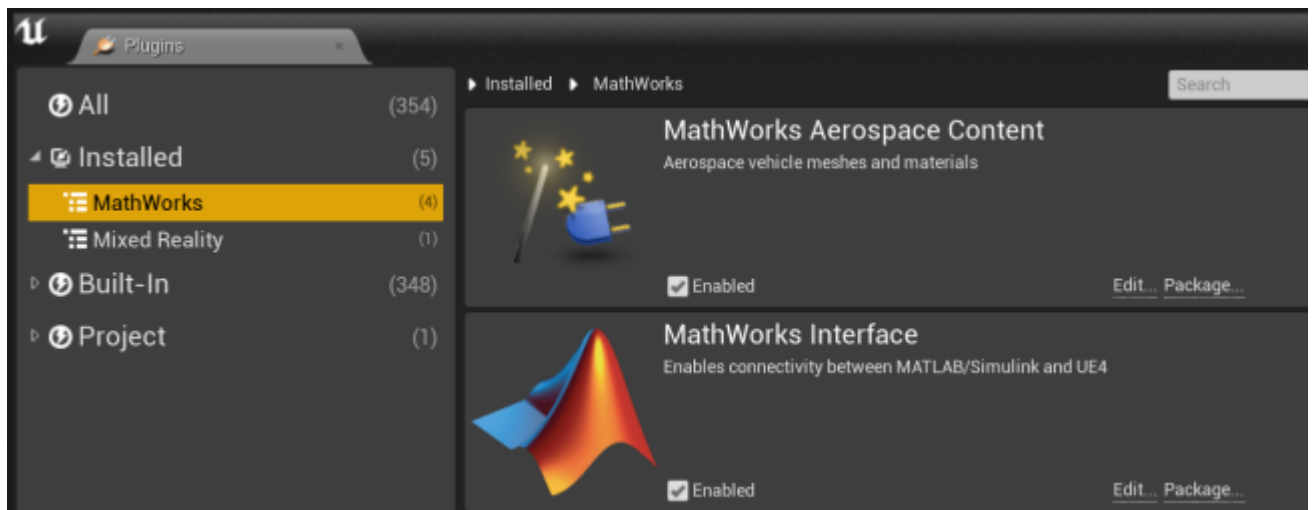 Plugins
All (354)
Installed (5)
MathWorks (4)
Mixed Reality (1)
Built-In (348)
Project (1)
Installed MathWorks Search
MathWorks Aerospace Content
Aerospace vehicle meshes and materials
Enabled Edit... Package...
MathWorks Interface
Enables connectivity between MATLAB/Simulink and UE4
Enabled Edit... Package...